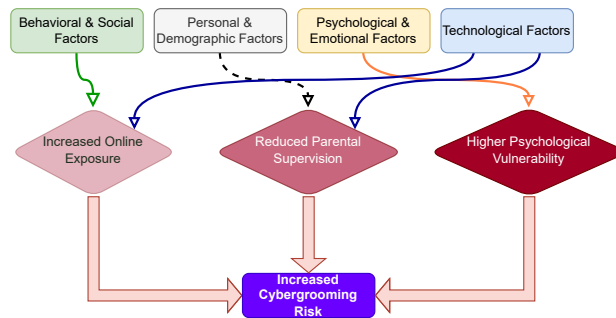 Behavioral & Social
Factors
Personal &
Demographic Factors
Psychological &
Emotional Factors
Technological Factors
Increased Online
Exposure
Reduced Parental
Supervision
Higher Psychological
Vulnerability
Increased
Cybergrooming
Risk